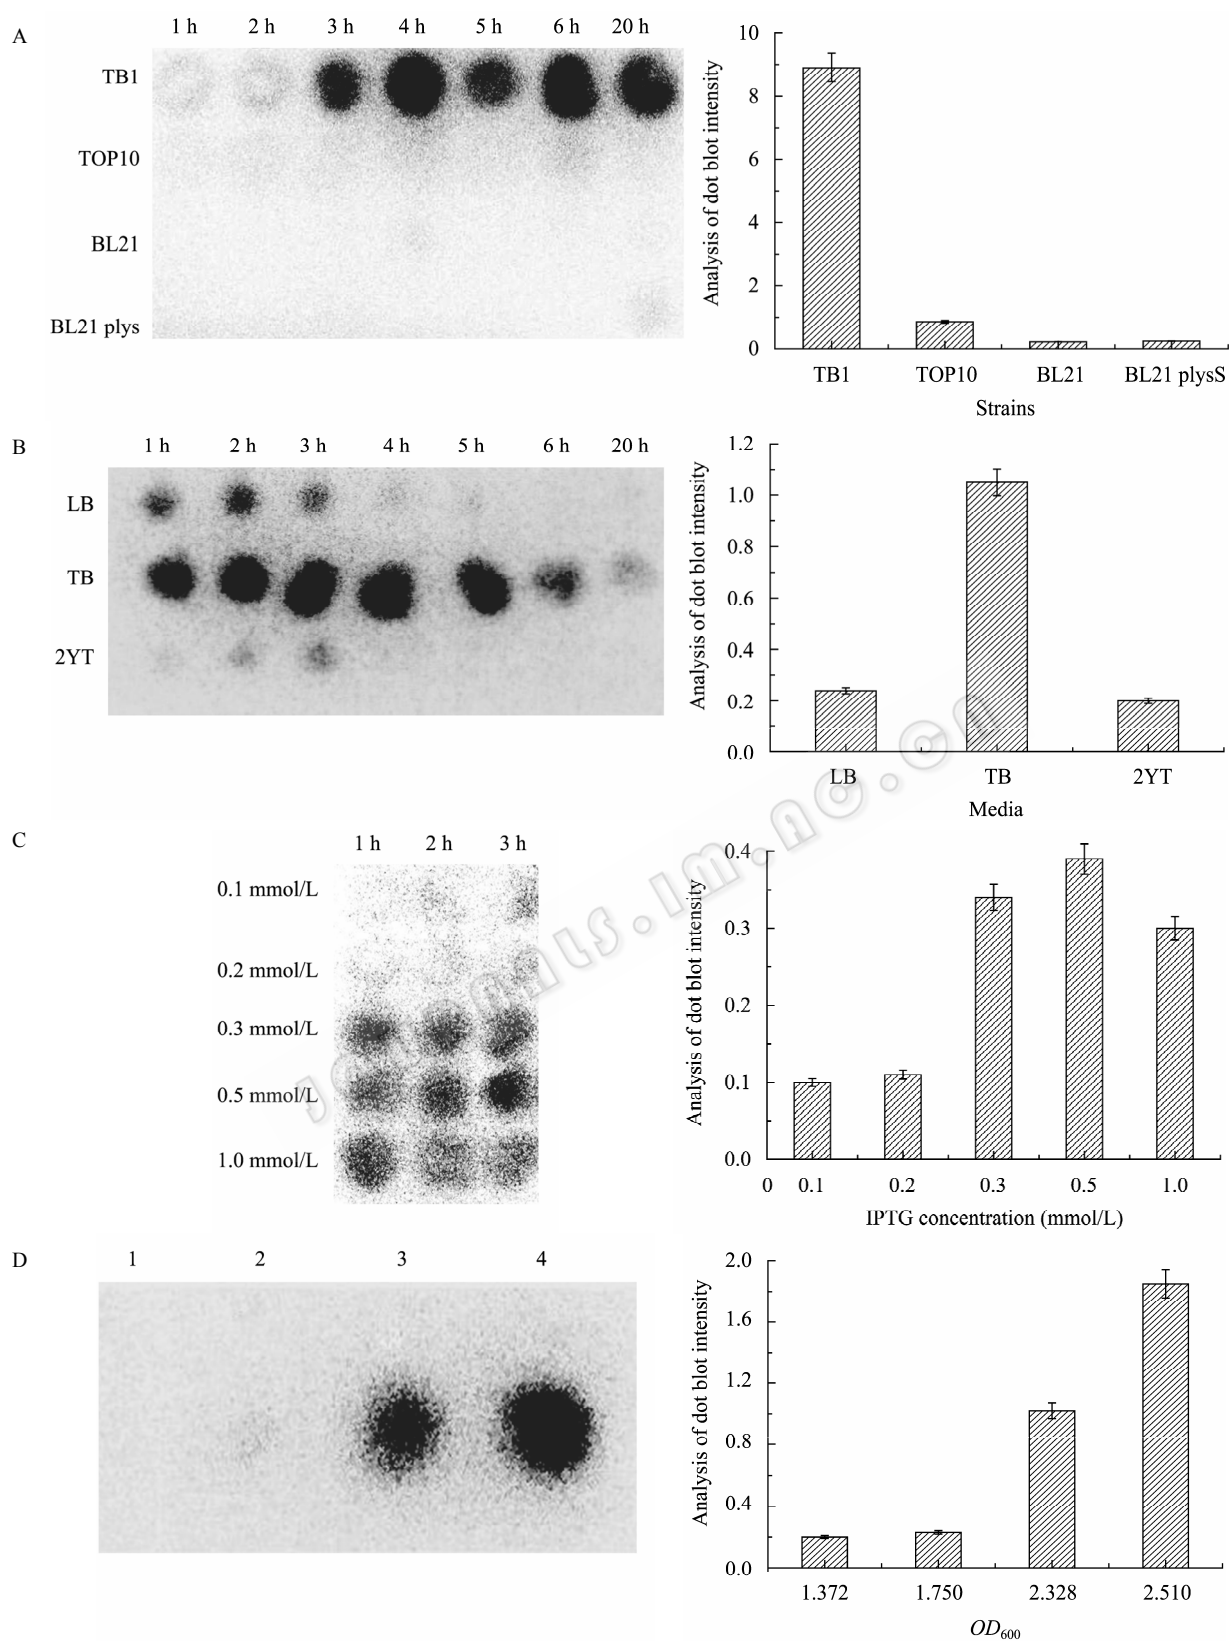 A
1 h 2 h 3 h 4 h 5 h 6 h 20 h
TB1
TOP10
BL21
BL21 plys
Analysis of dot blot intensity
10
8
6
4
2
0
TB1 TOP10 BL21 BL21 plysS
Strains
B
1 h 2 h 3 h 4 h 5 h 6 h 20 h
LB
TB
2YT
Analysis of dot blot intensity
1.2
1.0
0.8
0.6
0.4
0.2
0.0
LB TB 2YT
Media
C
1 h 2 h 3 h
0.1 mmol/L
0.2 mmol/L
0.3 mmol/L
0.5 mmol/L
1.0 mmol/L
Analysis of dot blot intensity
0.4
0.3
0.2
0.1
0.0
0 0.1 0.2 0.3 0.5 1.0
IPTG concentration (mmol/L)
D
1 2 3 4
Analysis of dot blot intensity
2.0
1.6
1.2
0.8
0.4
0.0
1.372 1.750 2.328 2.510
OD600